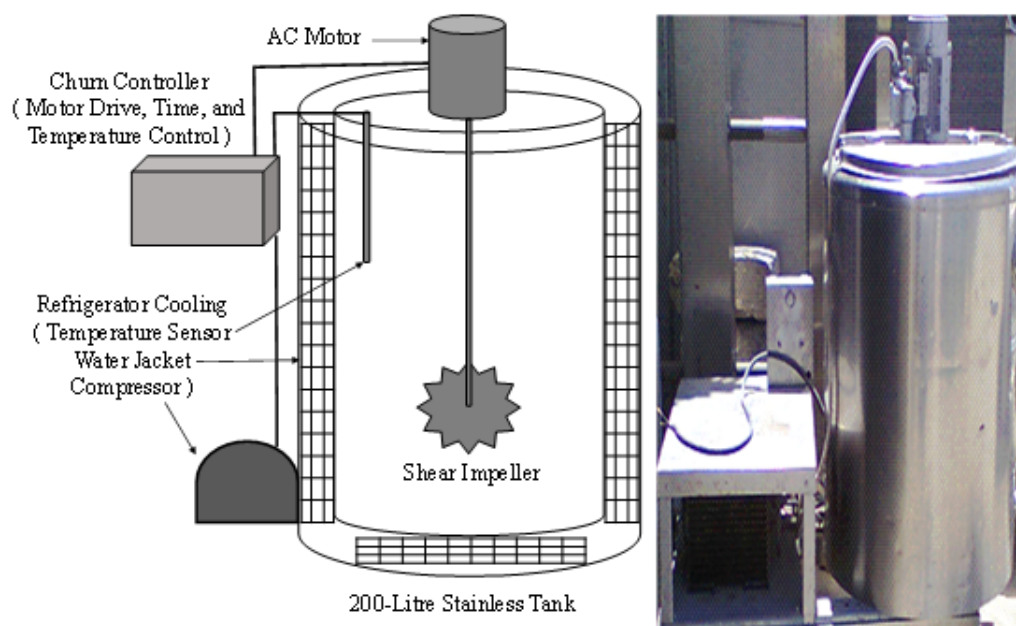 AC Motor
Churn Controller
( Motor Drive, Time, and
Temperature Control )
Refrigerator Cooling
( Temperature Sensor
Water Jacket
Compressor )
Shear Impeller
200-Litre Stainless Tank